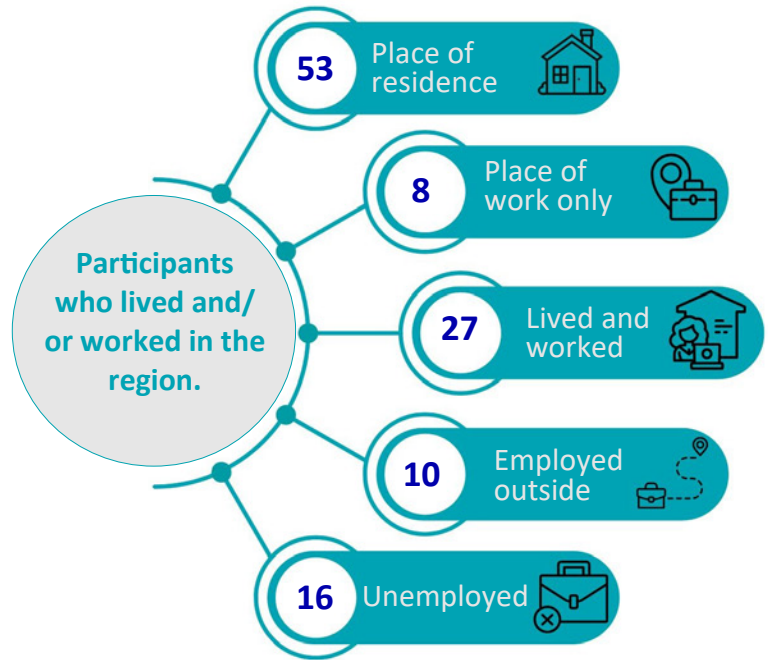 Participants
who lived and/
or worked in the
region.
53
Place of
residence
8
Place of
work only
27
Lived and
worked
10
Employed
outside
16
Unemployed